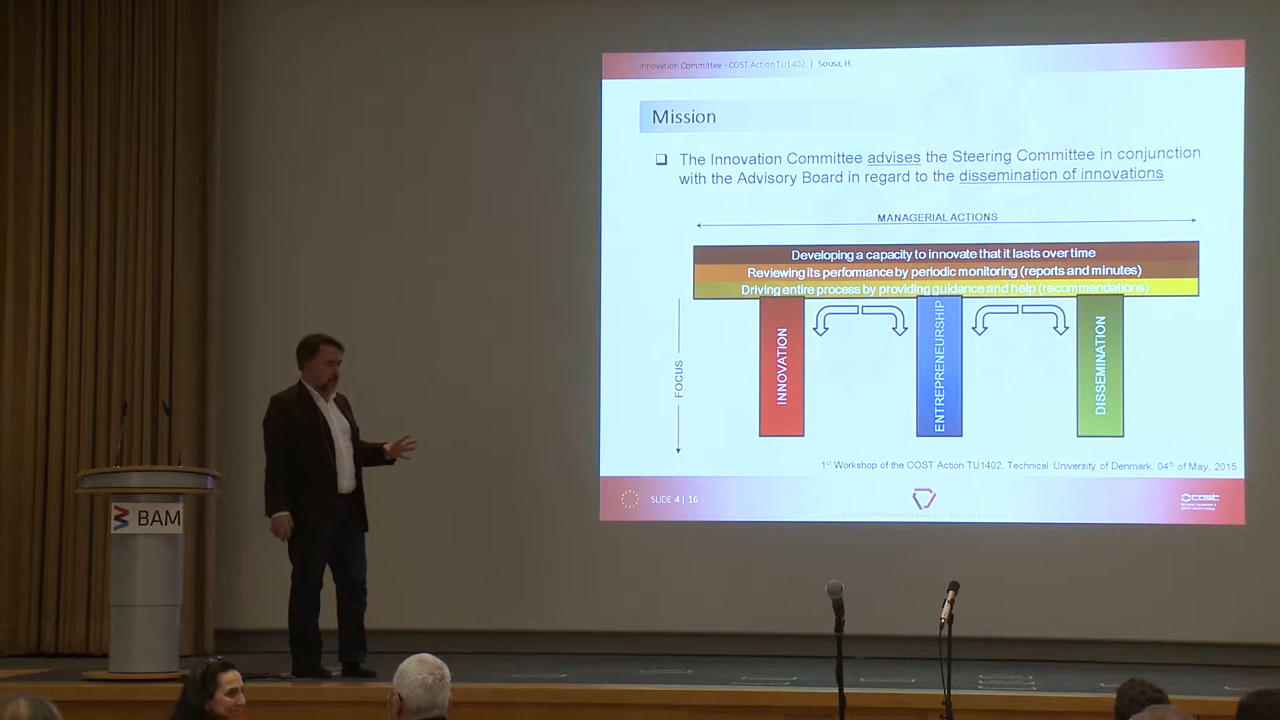 Innovation Committee - COST Action TU1402 | Sousa, H.
Mission
The Innovation Committee advises the Steering Committee in conjunction
with the Advisory Board in regard to the dissemination of innovations
MANAGERIAL ACTIONS
Developing a capacity to innovate that it lasts over time
Reviewing its performance by periodic monitoring (reports and minutes)
Driving entire process by providing guidance and help (recommendations)
FOCUS
INNOVATION
ENTREPRENEURSHIP
DISSEMINATION
1st Workshop of the COST Action TU1402, Technical University of Denmark, 04th of May, 2015
SLIDE 4 | 16
cost
BAM